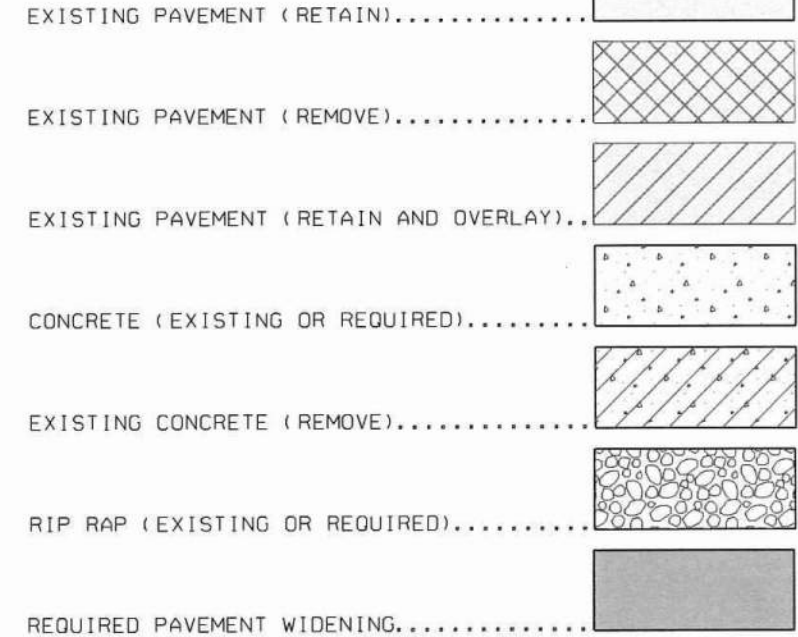 EXISTING PAVEMENT (RETAIN)..............
EXISTING PAVEMENT (REMOVE)..............
EXISTING PAVEMENT (RETAIN AND OVERLAY)..
CONCRETE (EXISTING OR REQUIRED).........
EXISTING CONCRETE (REMOVE)..............
RIP RAP (EXISTING OR REQUIRED)..........
REQUIRED PAVEMENT WIDENING..............